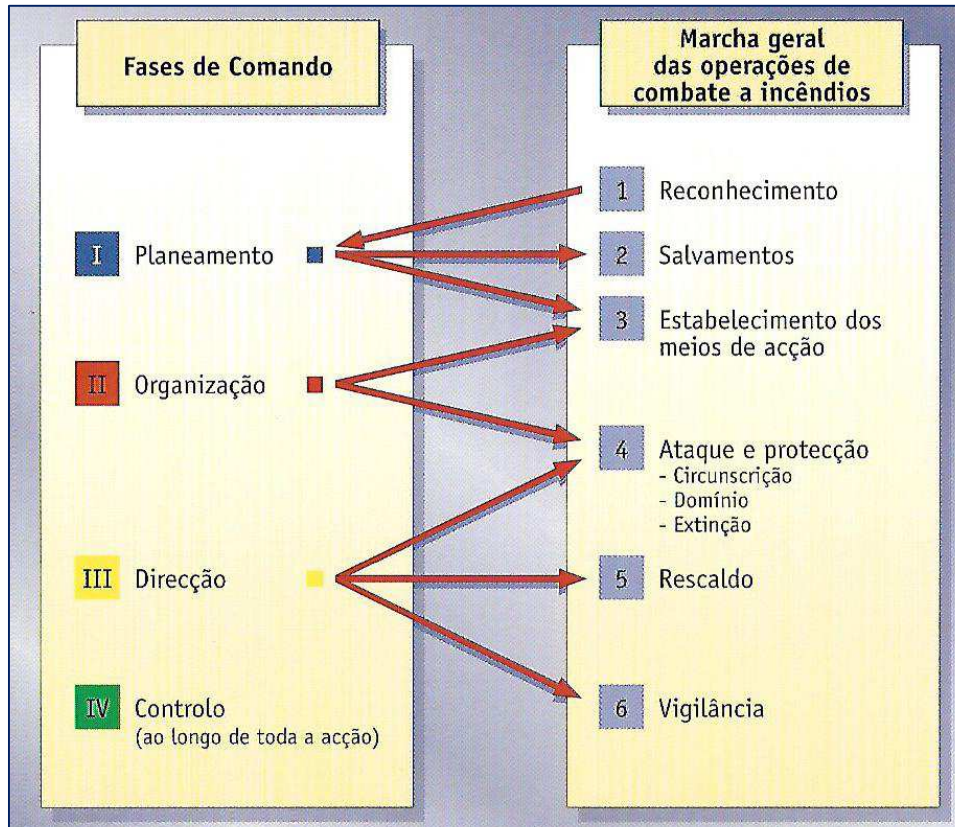 Fases de Comando
I Planeamento
II Organização
III Direcção
IV Controlo
(ao longo de toda a acção)
Marcha geral
das operações de
combate a incêndios
1 Reconhecimento
2 Salvamentos
3 Estabelecimento dos
meios de acção
4 Ataque e protecção
- Circunscrição
- Domínio
- Extinção
5 Rescaldo
6 Vigilância